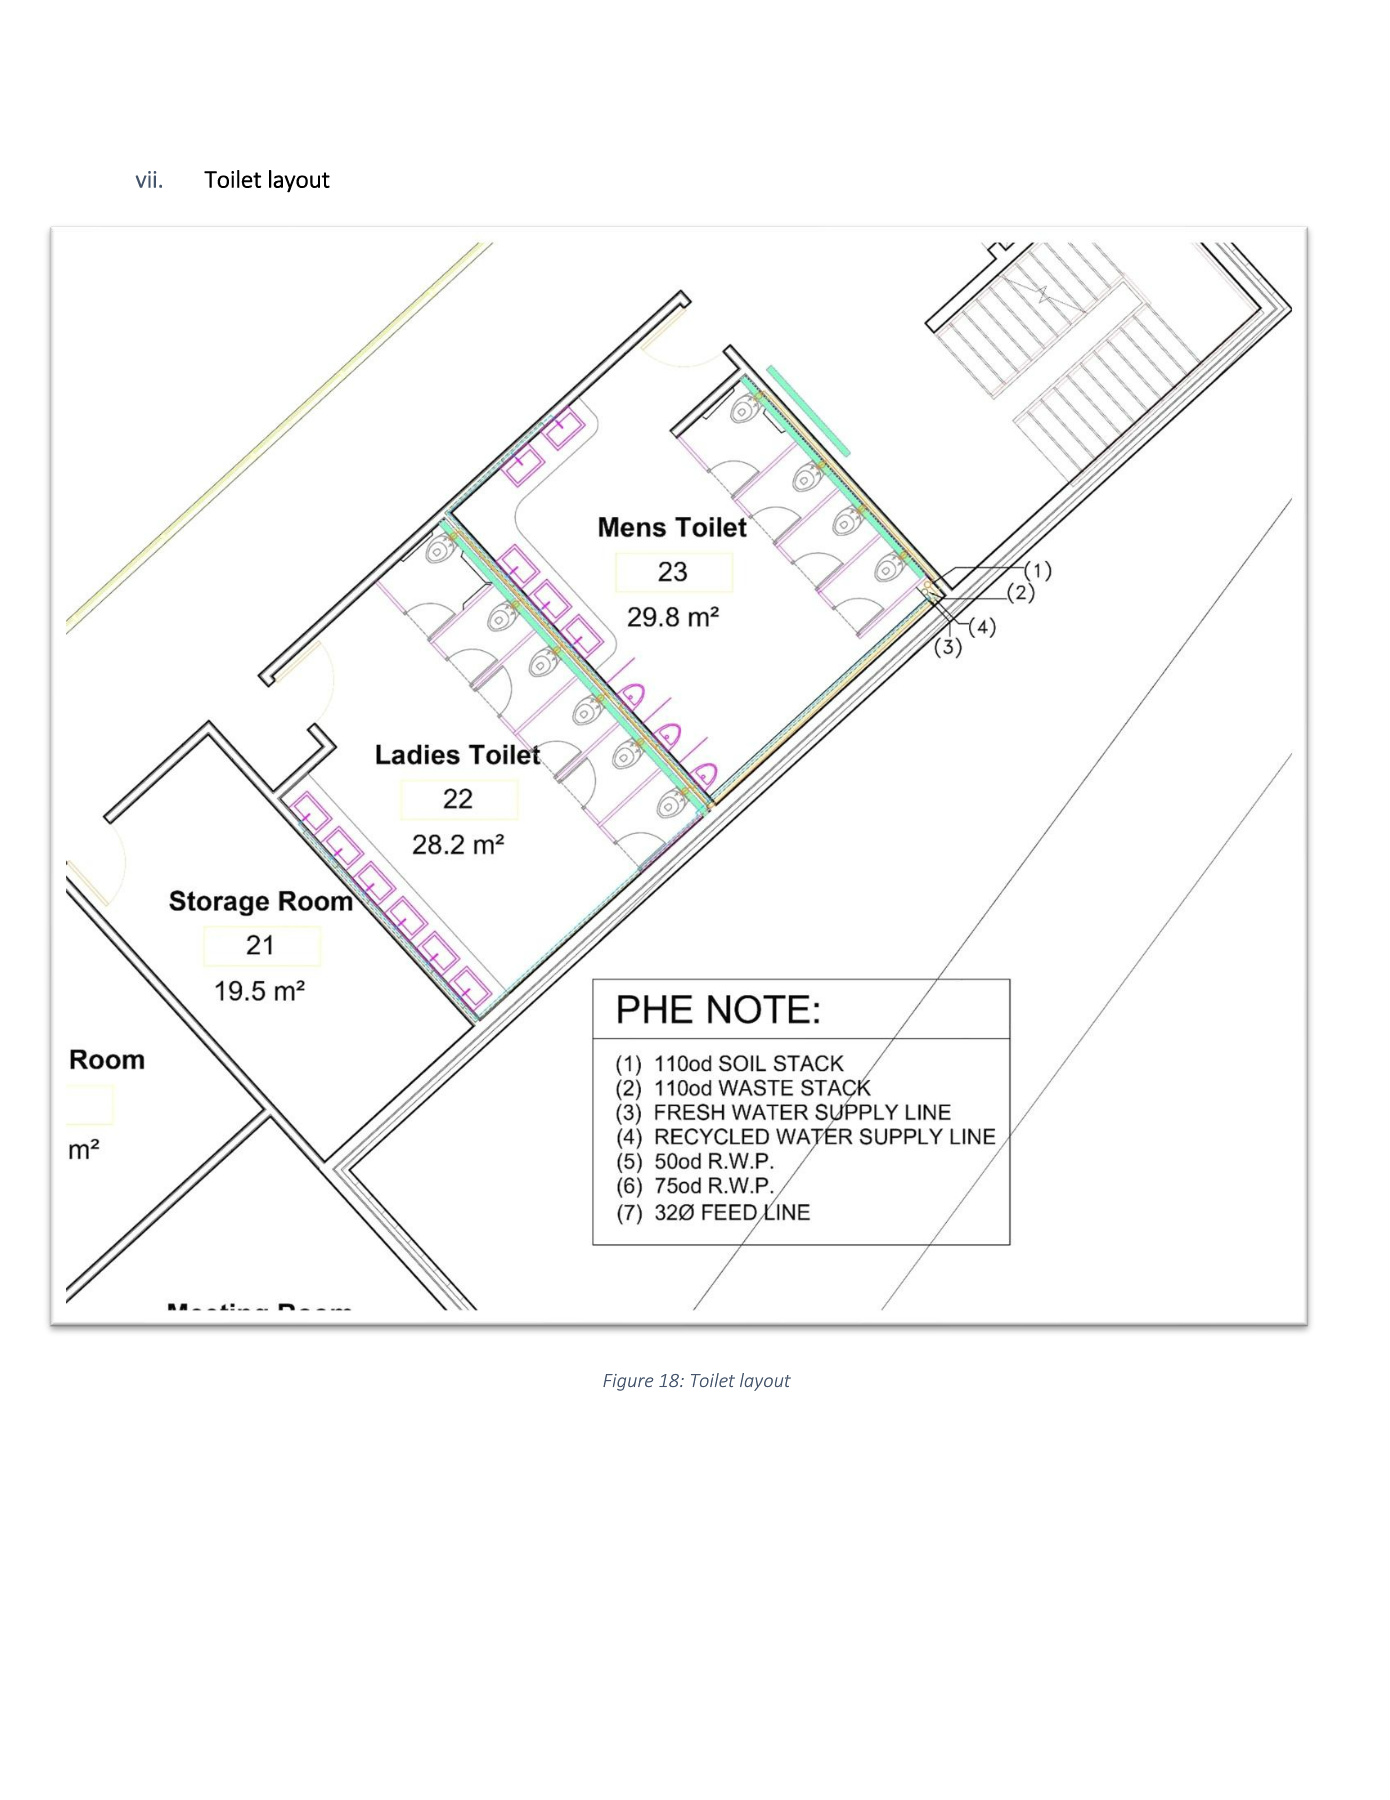 vii. Toilet layout
Mens Toilet
23
29.8 m²
(1)
(2)
(4)
(3)
Ladies Toilet
22
28.2 m²
Storage Room
21
19.5 m²
Room
m²
Meeting Room
PHE NOTE:
(1) 110od SOIL STACK
(2) 110od WASTE STACK
(3) FRESH WATER SUPPLY LINE
(4) RECYCLED WATER SUPPLY LINE
(5) 50od R.W.P.
(6) 75od R.W.P.
(7) 32Ø FEED LINE
Figure 18: Toilet layout